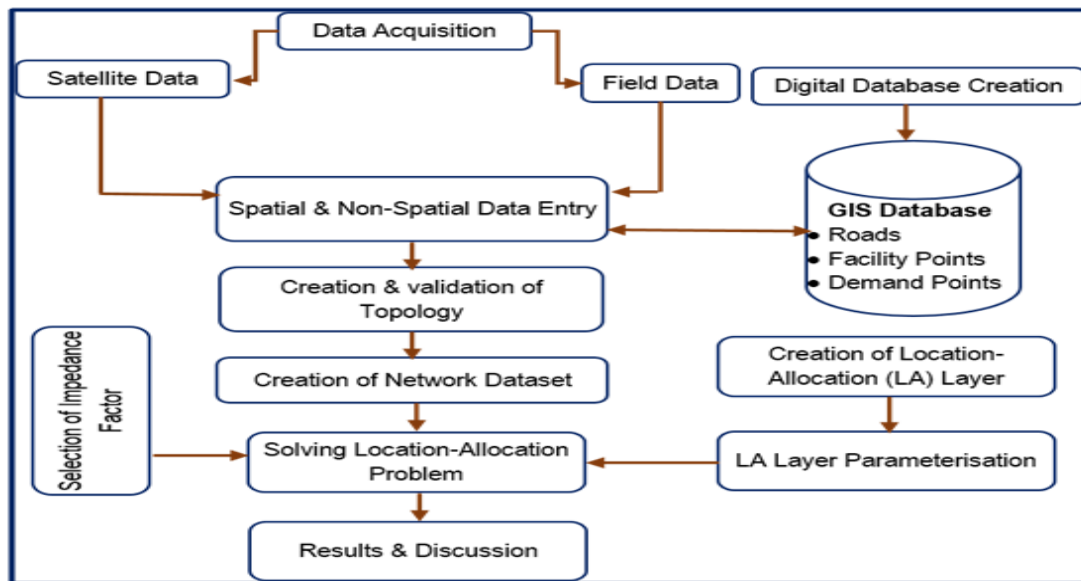 Data Acquisition
Satellite Data
Field Data
Digital Database Creation
Spatial & Non-Spatial Data Entry
GIS Database
• Roads
• Facility Points
• Demand Points
Creation & validation of
Topology
Selection of Impedance
Factor
Creation of Network Dataset
Creation of Location-
Allocation (LA) Layer
Solving Location-Allocation
Problem
LA Layer Parameterisation
Results & Discussion